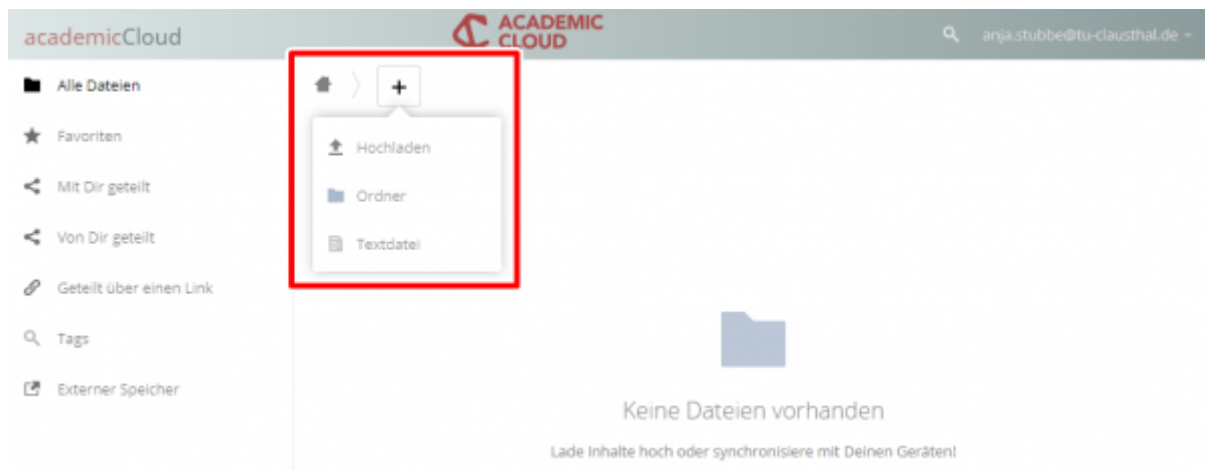 academicCloud
ACADEMIC
CLOUD
anja.stubbe@tu-clausthal.de
Alle Dateien
Favoriten
Mit Dir geteilt
Von Dir geteilt
Geteilt über einen Link
Tags
Externer Speicher
+
Hochladen
Ordner
Textdatei
Keine Dateien vorhanden
Lade Inhalte hoch oder synchronisiere mit Deinen Geräten!